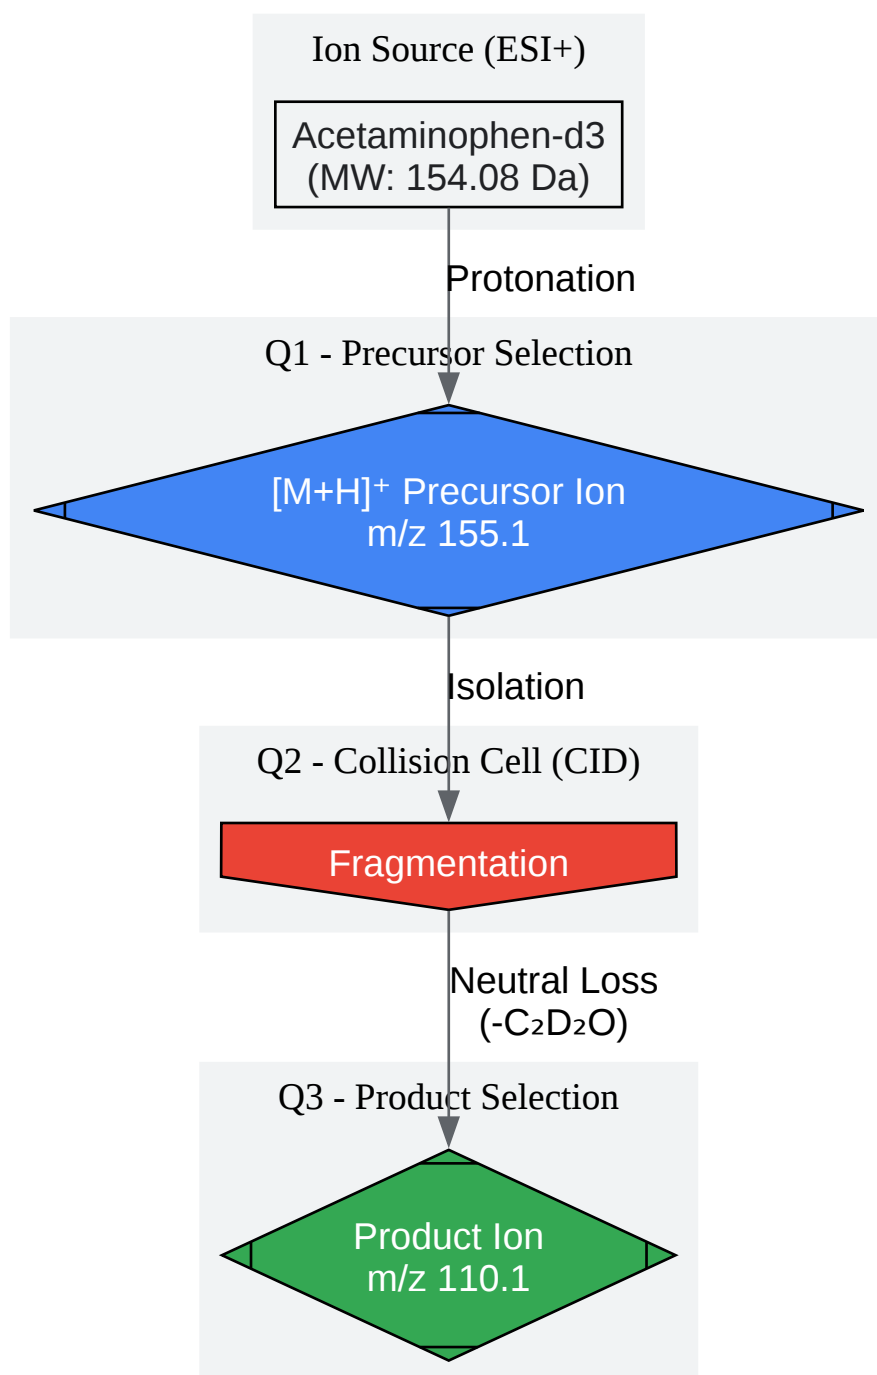 Ion Source (ESI+)
Acetaminophen-d3
(MW: 154.08 Da)
Protonation
Q1 - Precursor Selection
[M+H]⁺ Precursor Ion
m/z 155.1
Isolation
Q2 - Collision Cell (CID)
Fragmentation
Neutral Loss
(-C₂D₂O)
Q3 - Product Selection
Product Ion
m/z 110.1